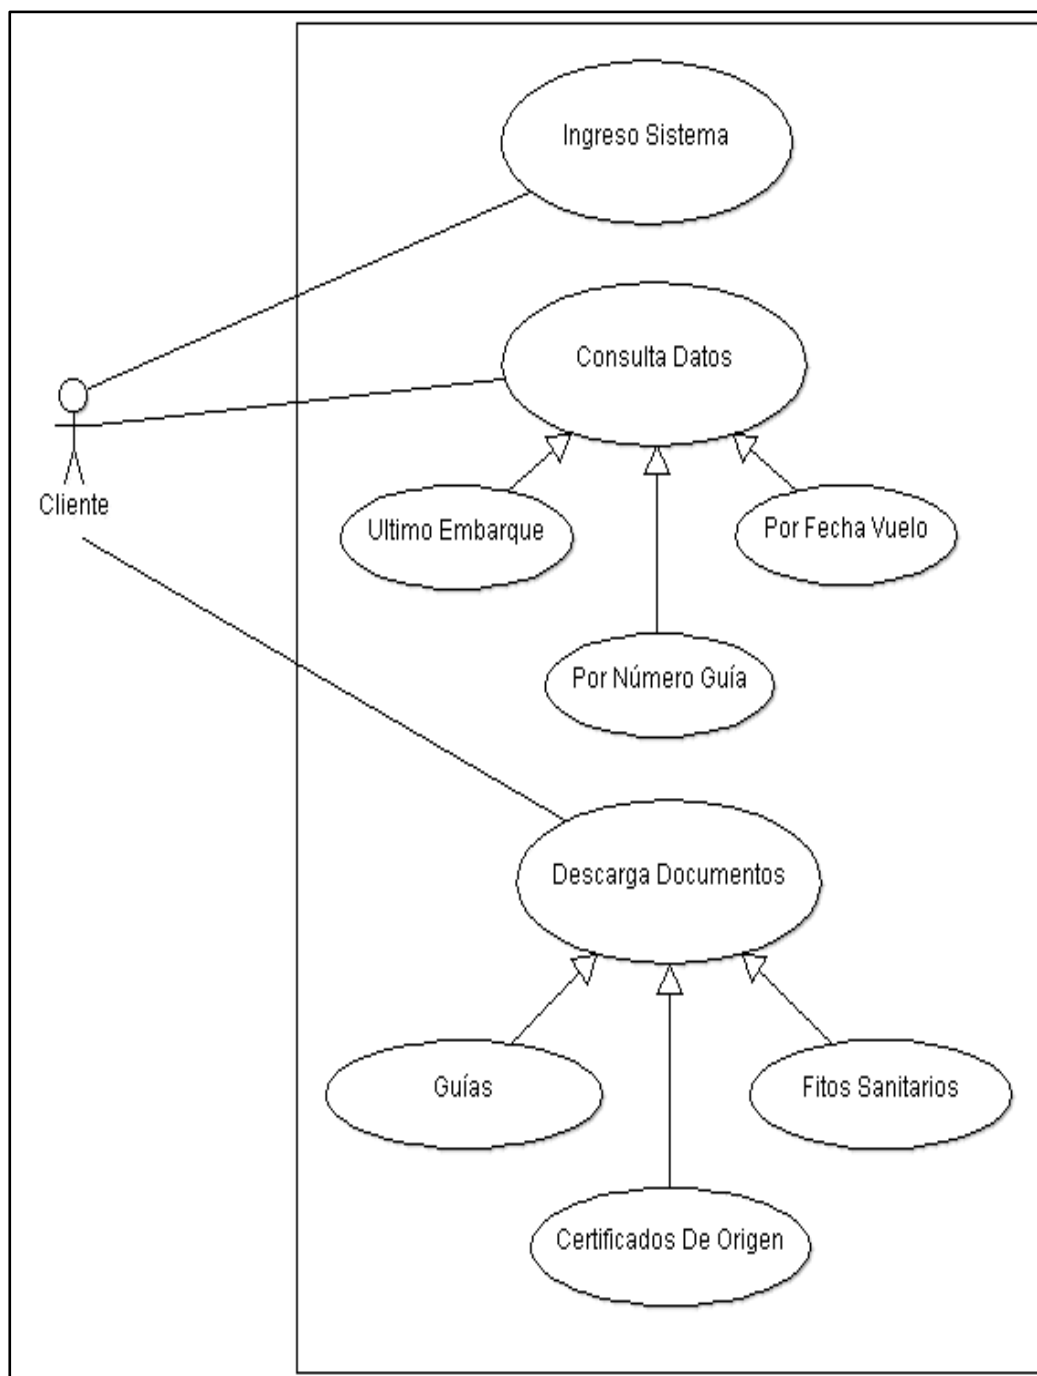 Ingreso Sistema
Consulta Datos
Cliente
Ultimo Embarque
Por Fecha Vuelo
Por Número Guía
Descarga Documentos
Guías
Fitos Sanitarios
Certificados De Origen